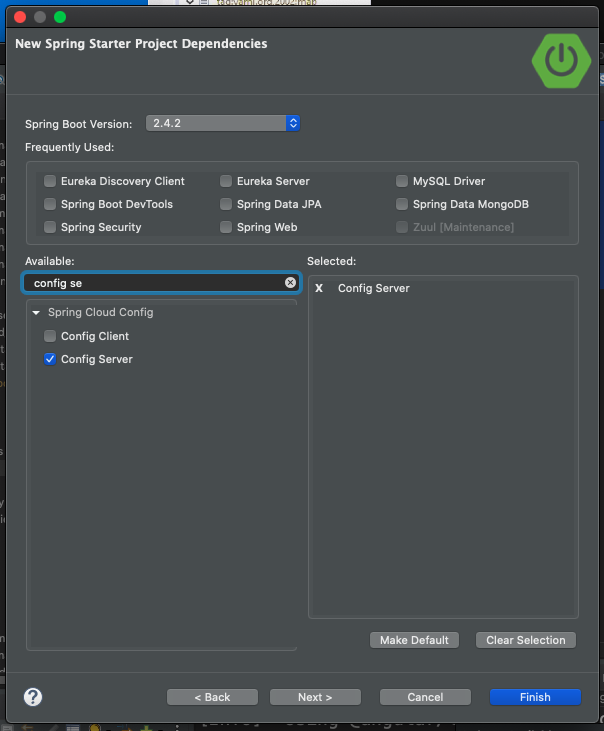 New Spring Starter Project Dependencies
Spring Boot Version: 2.4.2
Frequently Used:
Eureka Discovery Client Eureka Server MySQL Driver
Spring Boot DevTools Spring Data JPA Spring Data MongoDB
Spring Security Spring Web Zuul [Maintenance]
Available: Selected:
config se
X Config Server
Spring Cloud Config
Config Client
Config Server
Make Default Clear Selection
? < Back Next > Cancel Finish